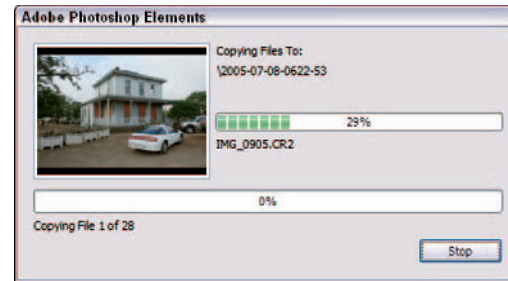 Adobe Photoshop Elements
Copying Files To:
\2005-07-08-0622-53
29%
IMG_0905.CR2
0%
Copying File 1 of 28
Stop